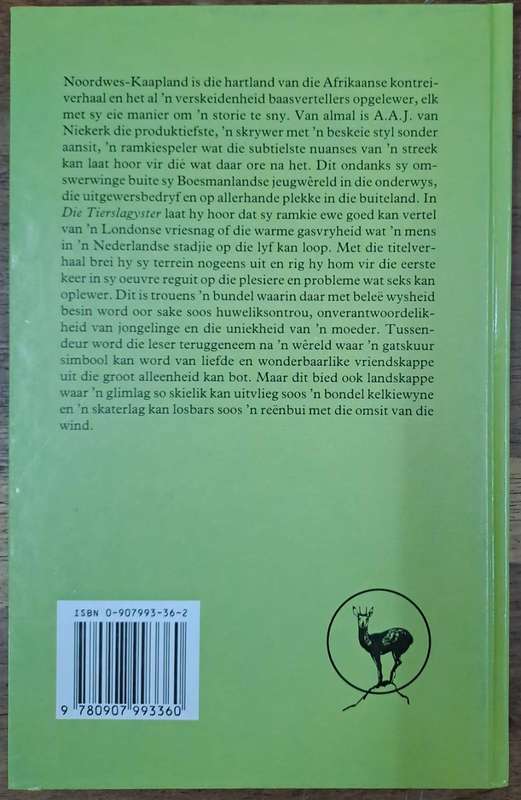 Noordwes-Kaapland is die hartland van die Afrikaanse kontrei-
verhaal en het al 'n verskeidenheid baasvertellers opgelewer, elk
met sy eie manier om 'n storie te sny. Van almal is A.A.J. van
Niekerk die produktiefste, 'n skrywer met 'n beskeie styl sonder
aansit, 'n ramkiespeler wat die subtielste nuanses van 'n streek
kan laat hoor vir dié wat daar ore na het. Dit ondanks sy om-
swerwinge buite sy Boesmanlandse jeugwêreld in die onderwys,
die uitgewersbedryf en op allerhande plekke in die buiteland. In
Die Tierslagyster laat hy hoor dat sy ramkie ewe goed kan vertel
van 'n Londonse vriesnag of die warme gasvryheid wat 'n mens
in 'n Nederlandse stadjie op die lyf kan loop. Met die titelver-
haal brei hy sy terrein nogeens uit en rig hy hom vir die eerste
keer in sy oeuvre reguit op die plesiere en probleme wat seks kan
oplewer. Dit is trouens 'n bundel waarin daar met beleë wysheid
besin word oor sake soos huweliksontrou, onverantwoordelik-
heid van jongelinge en die uniekheid van 'n moeder. Tussen-
deur word die leser teruggeneem na 'n wêreld waar 'n gatskuur
simbool kan word van liefde en wonderbaarlike vriendskappe
uit die groot alleenheid kan bot. Maar dit bied ook landskappe
waar 'n glimlag so skielik kan uitvlieg soos 'n bondel kelkiewyne
en 'n skaterlag kan losbars soos 'n reënbui met die omsit van die
wind.
ISBN 0-907993-36-2
9 780907 993360